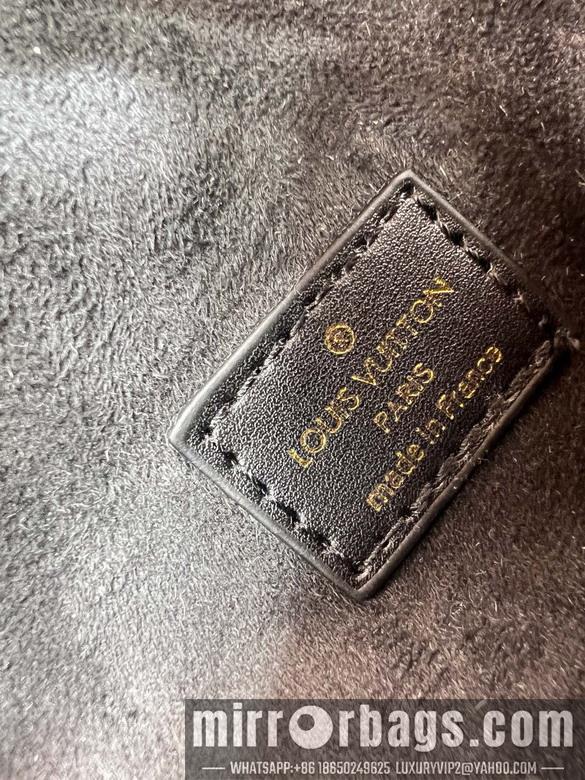 ®
LOUIS VUITTON
PARIS
made in France
mirrorbags.com
WHATSAPP:+86 18650249625 LUXURYVIP2@YAHOO.COM